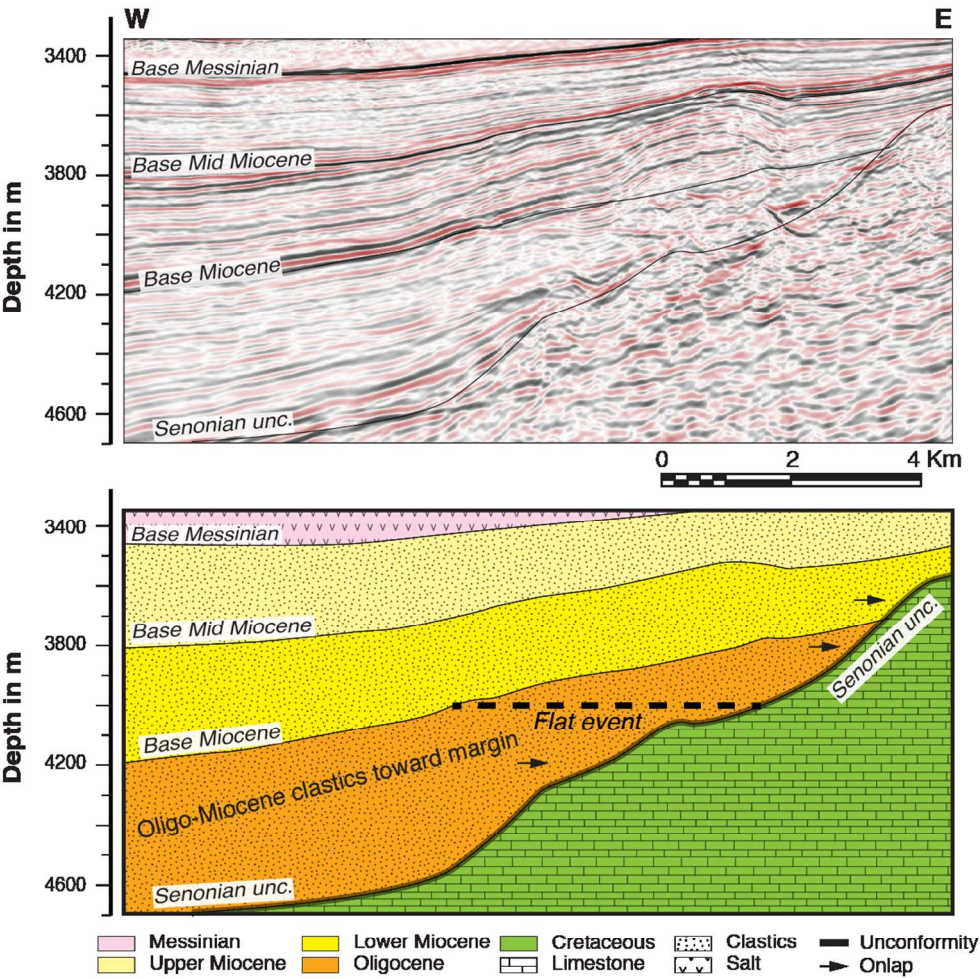 W E
3400
3800
4200
4600
Depth in m
Base Messinian
Base Mid Miocene
Base Miocene
Senonian unc.
0 2 4 Km
3400
3800
4200
4600
Depth in m
Base Messinian
Base Mid Miocene
Base Miocene
Senonian unc.
Flat event
Oligo-Miocene clastics toward margin
Senonian unc.
Messinian Lower Miocene Cretaceous Clastics Unconformity
Upper Miocene Oligocene Limestone Salt Onlap